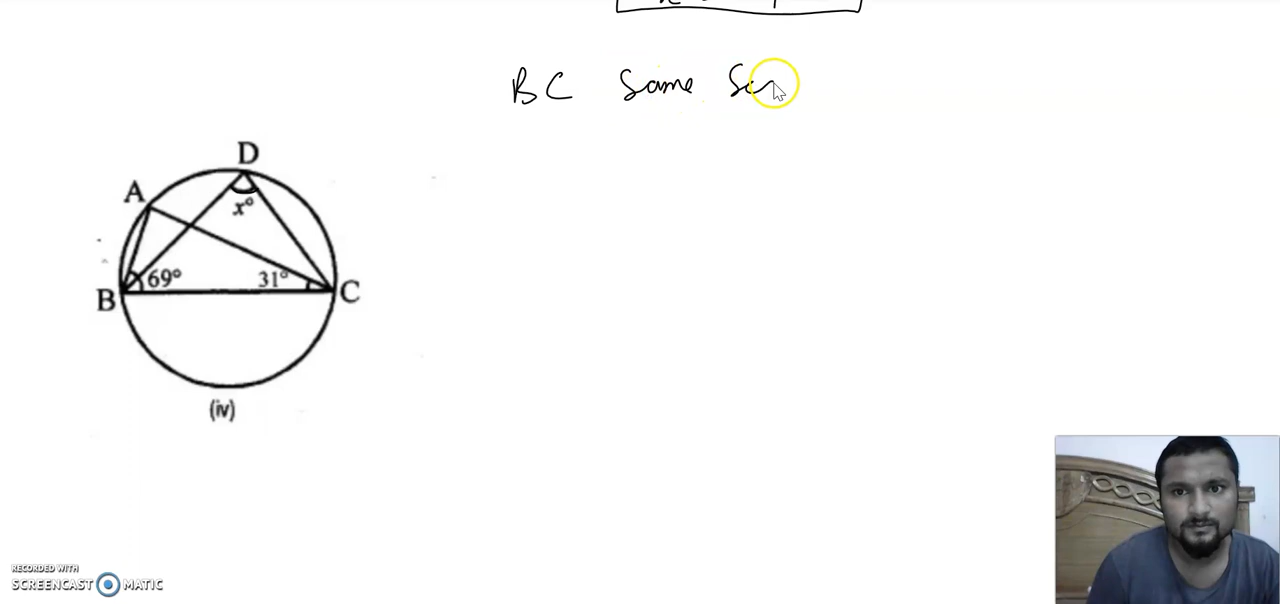 BC Same
D
A
x°
69° 31°
B C
(iv)
RECORDED WITH
SCREENCAST MATIC